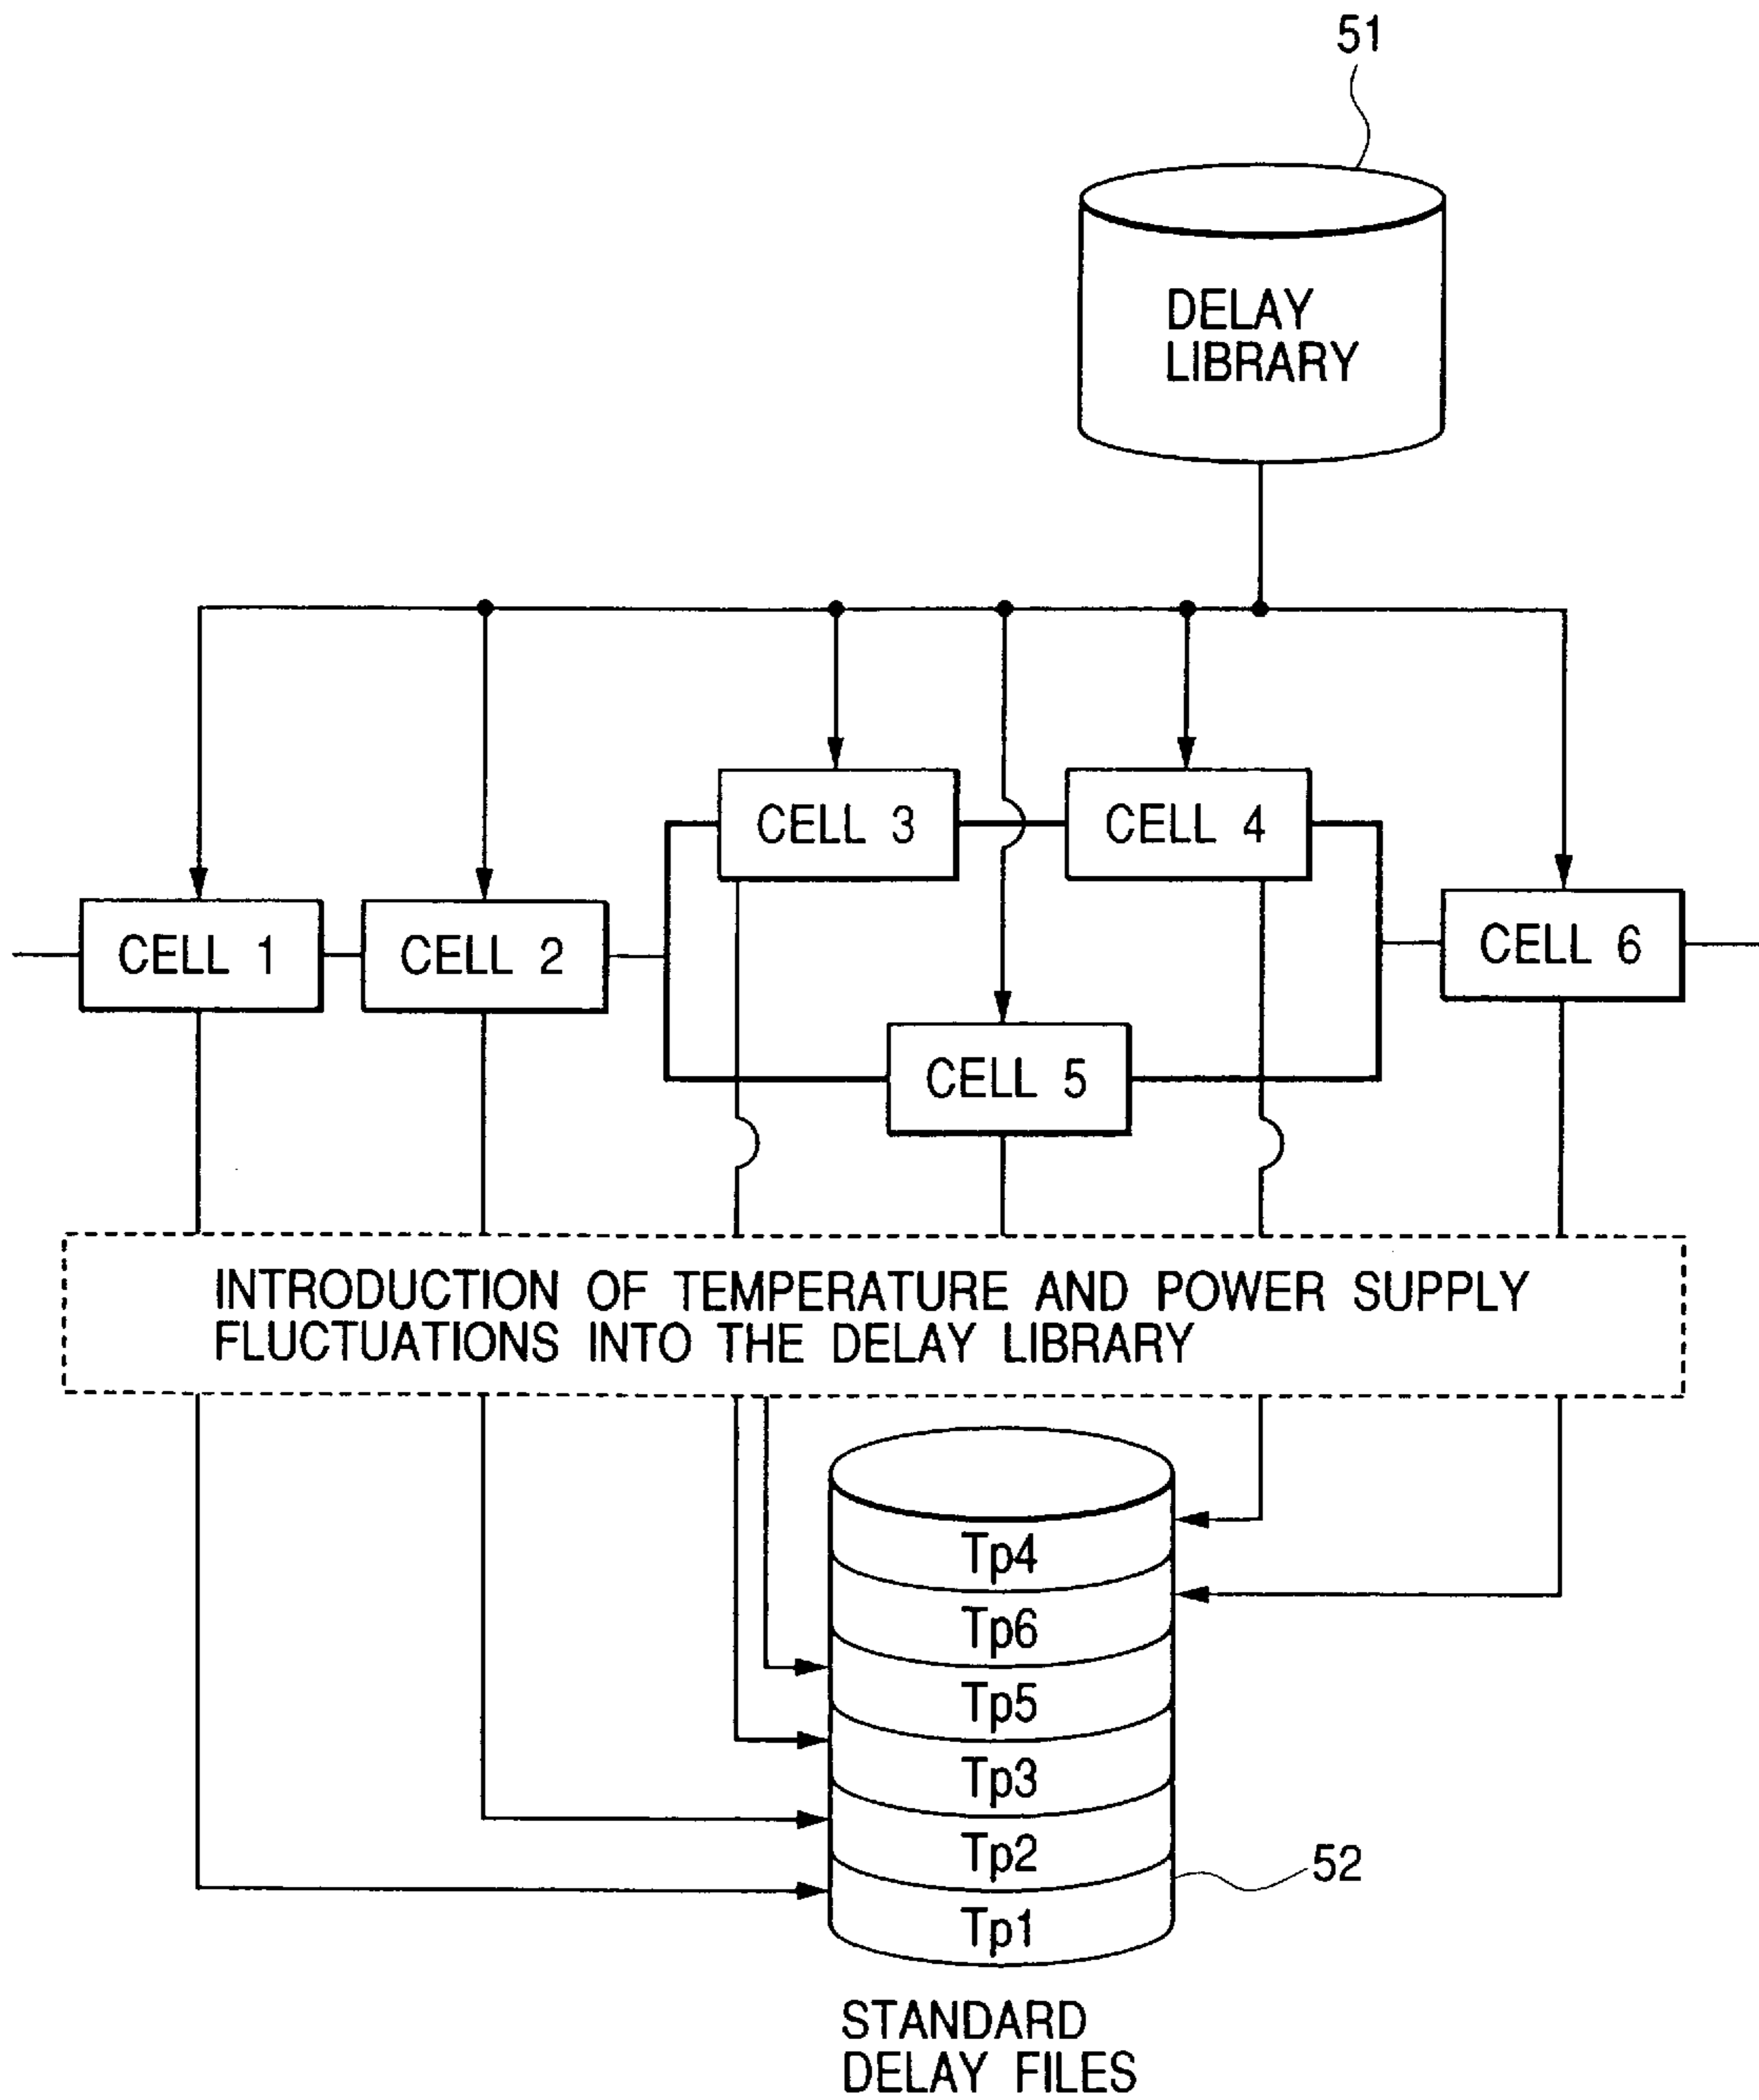 51
DELAY
LIBRARY
CELL 3
CELL 4
CELL 1
CELL 2
CELL 6
CELL 5
INTRODUCTION OF TEMPERATURE AND POWER SUPPLY
FLUCTUATIONS INTO THE DELAY LIBRARY
Tp4
Tp6
Tp5
Tp3
Tp2
52
Tp1
STANDARD
DELAY FILES